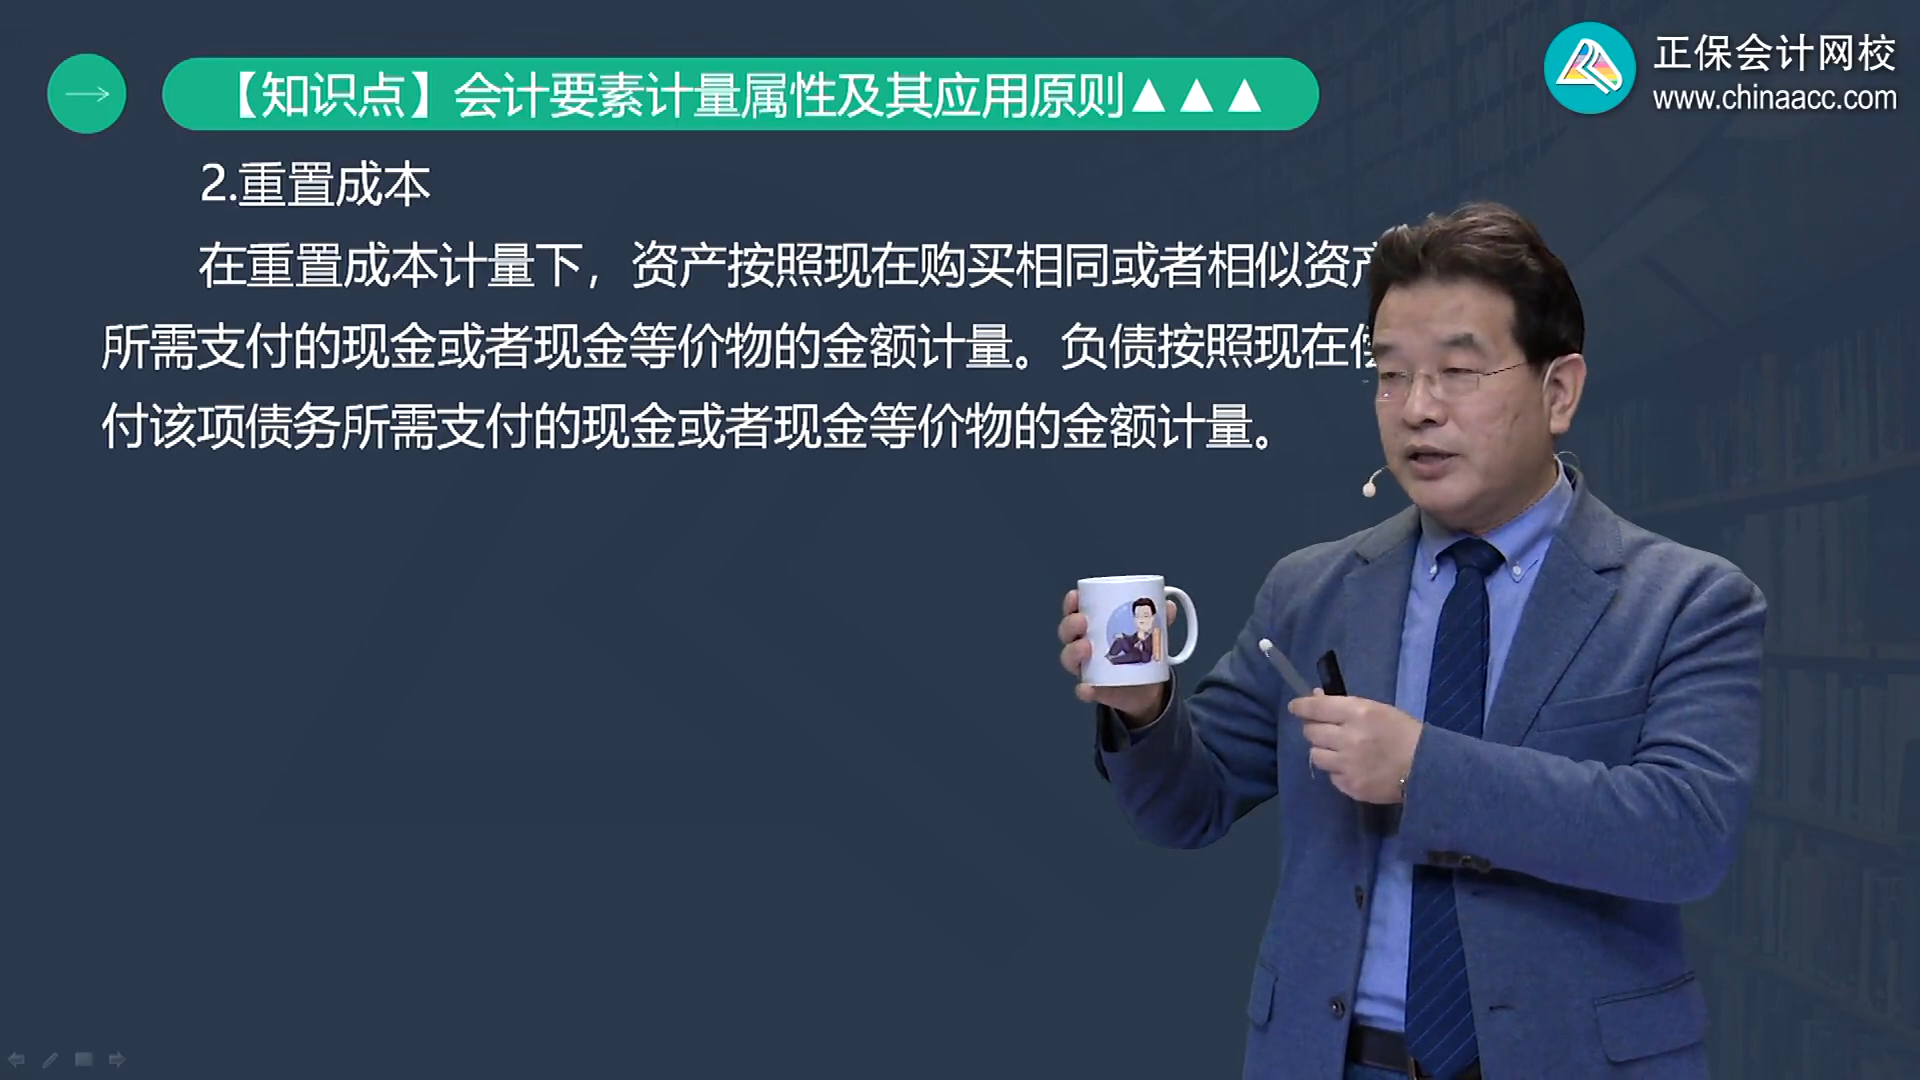 【知识点】会计要素计量属性及其应用原则▲▲▲
正保会计网校
www.chinaacc.com
2.重置成本
在重置成本计量下，资产按照现在购买相同或者相似资产
所需支付的现金或者现金等价物的金额计量。负债按照现在偿
付该项债务所需支付的现金或者现金等价物的金额计量。